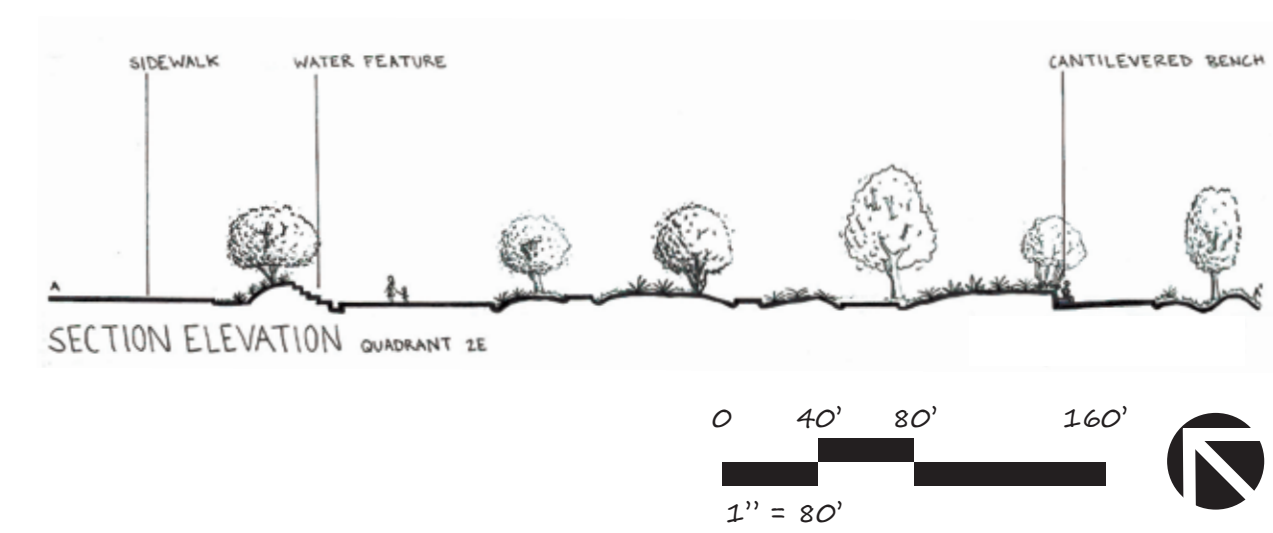 SIDEWALK
WATER FEATURE
CANTILEVERED BENCH
A
A'
SECTION ELEVATION QUADRANT 2E
0 40’ 80’ 160’
1” = 80’